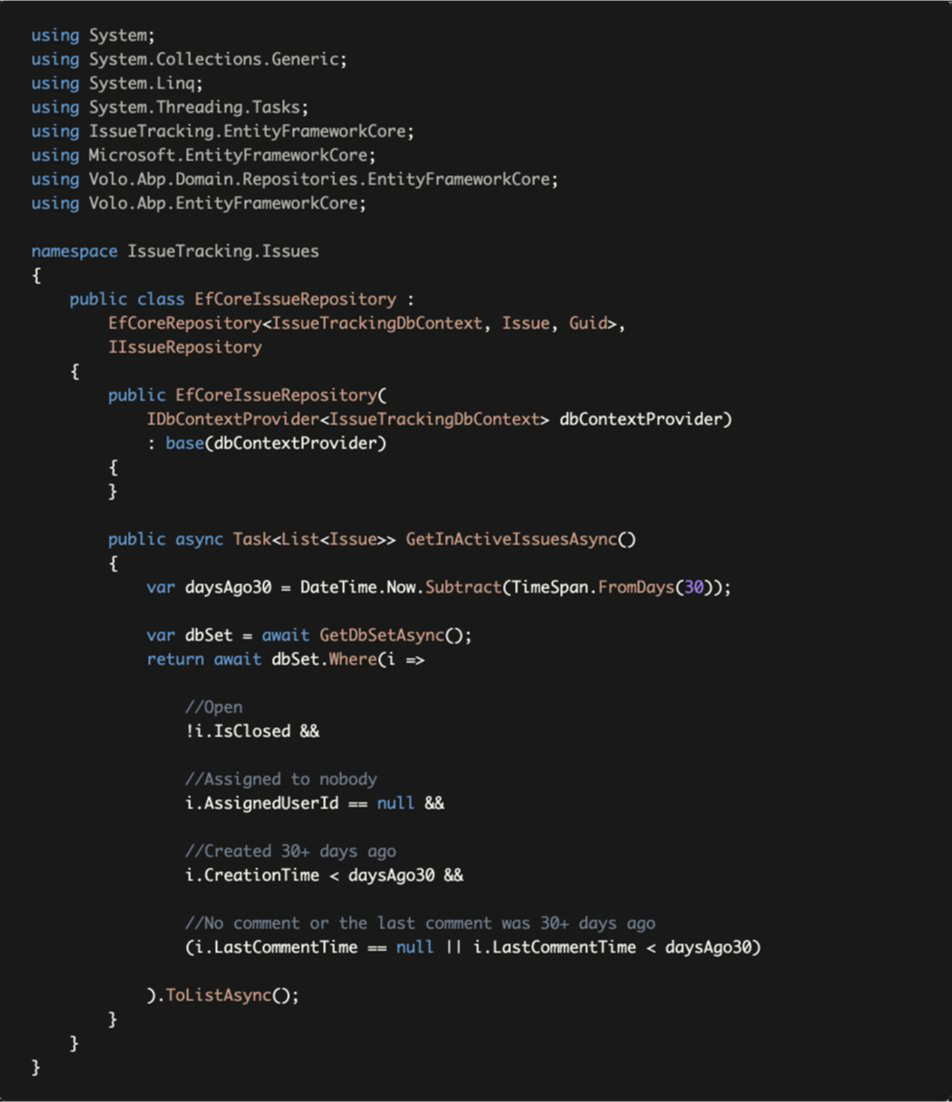 using System;
using System.Collections.Generic;
using System.Linq;
using System.Threading.Tasks;
using IssueTracking.EntityFrameworkCore;
using Microsoft.EntityFrameworkCore;
using Volo.Abp.Domain.Repositories.EntityFrameworkCore;
using Volo.Abp.EntityFrameworkCore;

namespace IssueTracking.Issues
{
    public class EfCoreIssueRepository :
        EfCoreRepository<IssueTrackingDbContext, Issue, Guid>,
        IIssueRepository
    {
        public EfCoreIssueRepository(
            IDbContextProvider<IssueTrackingDbContext> dbContextProvider)
            : base(dbContextProvider)
        {
        }

        public async Task<List<Issue>> GetInActiveIssuesAsync()
        {
            var daysAgo30 = DateTime.Now.Subtract(TimeSpan.FromDays(30));

            var dbSet = await GetDbSetAsync();
            return await dbSet.Where(i =>

                //Open
                !i.IsClosed &&

                //Assigned to nobody
                i.AssignedUserId == null &&

                //Created 30+ days ago
                i.CreationTime < daysAgo30 &&

                //No comment or the last comment was 30+ days ago
                (i.LastCommentTime == null || i.LastCommentTime < daysAgo30)

            ).ToListAsync();
        }
    }
}